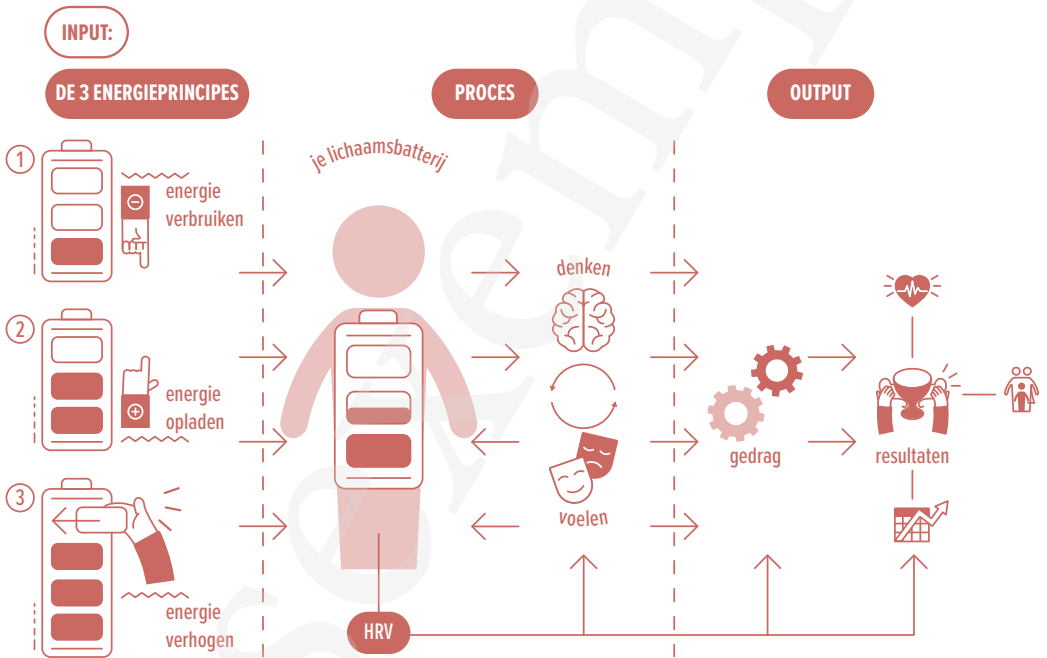 INPUT:
DE 3 ENERGIEPRINCIPES
PROCES
OUTPUT
je lichaamsbatterij
1
energie
verbruiken
denken
2
energie
opladen
gedrag
resultaten
3
voelen
energie
verhogen
HRV